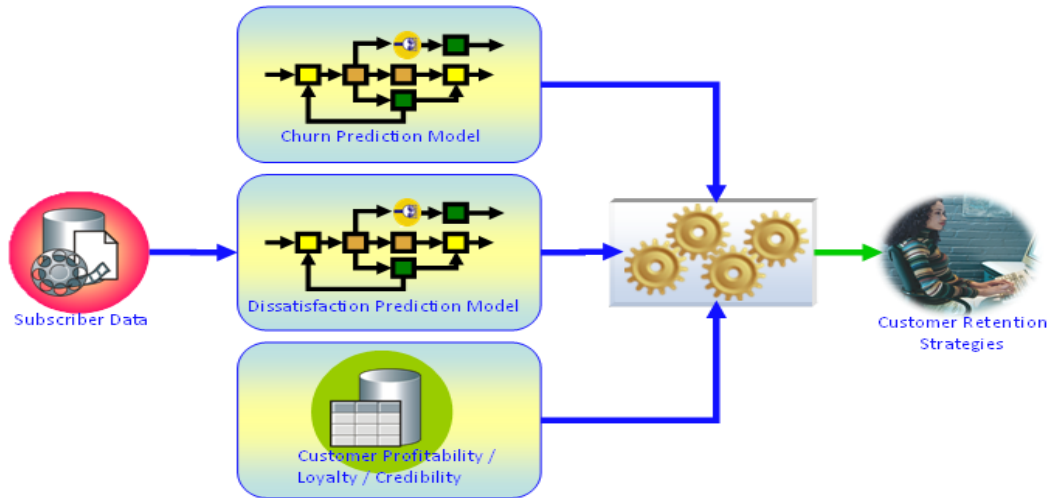 Churn Prediction Model
Subscriber Data
Dissatisfaction Prediction Model
Customer Retention
Strategies
Customer Profitability /
Loyalty / Credibility